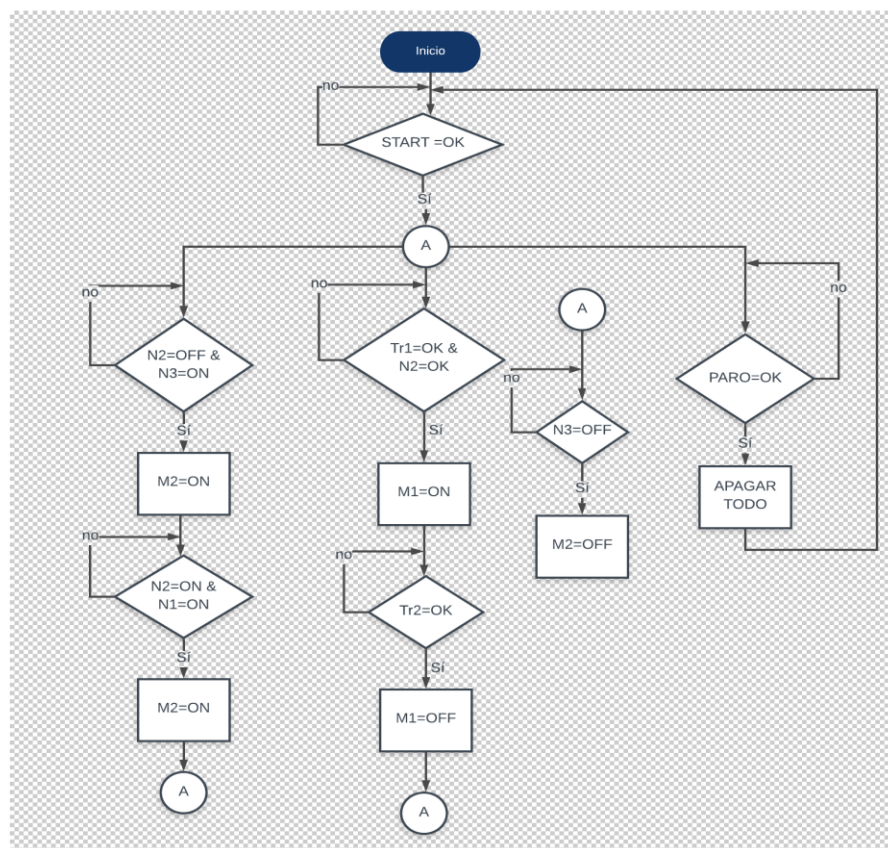 Inicio
no
START =OK
Sí
A
no
N2=OFF &
N3=ON
Sí
M2=ON
no
N2=ON &
N1=ON
Sí
M2=ON
A
no
Tr1=OK &
N2=OK
Sí
M1=ON
no
Tr2=OK
Sí
M1=OFF
A
A
no
N3=OFF
Sí
M2=OFF
no
PARO=OK
Sí
APAGAR
TODO